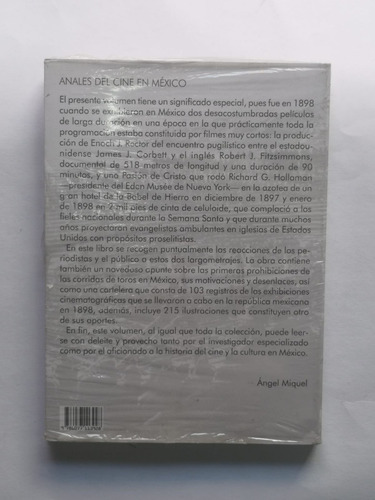 ANALES DEL CINE EN MÉXICO
El presente volumen tiene un significado especial, pues fue en 1898
cuando se exhibieron en México dos desacostumbradas películas
de larga duración en una época en la que prácticamente toda la
programación estaba constituida por filmes muy cortos: la produc-
ción de Enoch J. Rector del encuentro pugilístico entre el estadou-
nidense James J. Corbett y el inglés Robert J. Fitzsimmons,
documental de 518 metros de longitud y una duración de 90
minutos, y una Pasión de Cristo que rodó Richard G. Hollaman
—presidente del Edén Musée de Nueva York— en la azotea de un
gran hotel de la Babel de Hierro en diciembre de 1897 y enero
de 1898 en 2 mil pies de cinta de celuloide, que complació a los
fieles nacionales durante la Semana Santa y que durante muchos
años proyectaran evangelistas ambulantes en iglesias de Estados
Unidos con propósitos proselitistas.
En este libro se recogen puntualmente las reacciones de los pe-
riodistas y el público a estos dos largometrajes. La obra contiene
también un novedoso apunte sobre las primeras prohibiciones de
las corridas de toros en México, sus motivaciones y desenlaces, así
como una cartelera que consta de 103 registros de las exhibiciones
cinematográficas que se llevaron a cabo en la república mexicana
en 1898, además, incluye 215 ilustraciones que constituyen otro
de sus aportes.
En fin, este volumen, al igual que toda la colección, puede leer-
se con deleite y provecho tanto por el investigador especializado
como por el aficionado a la historia del cine y la cultura en México.
Ángel Miquel